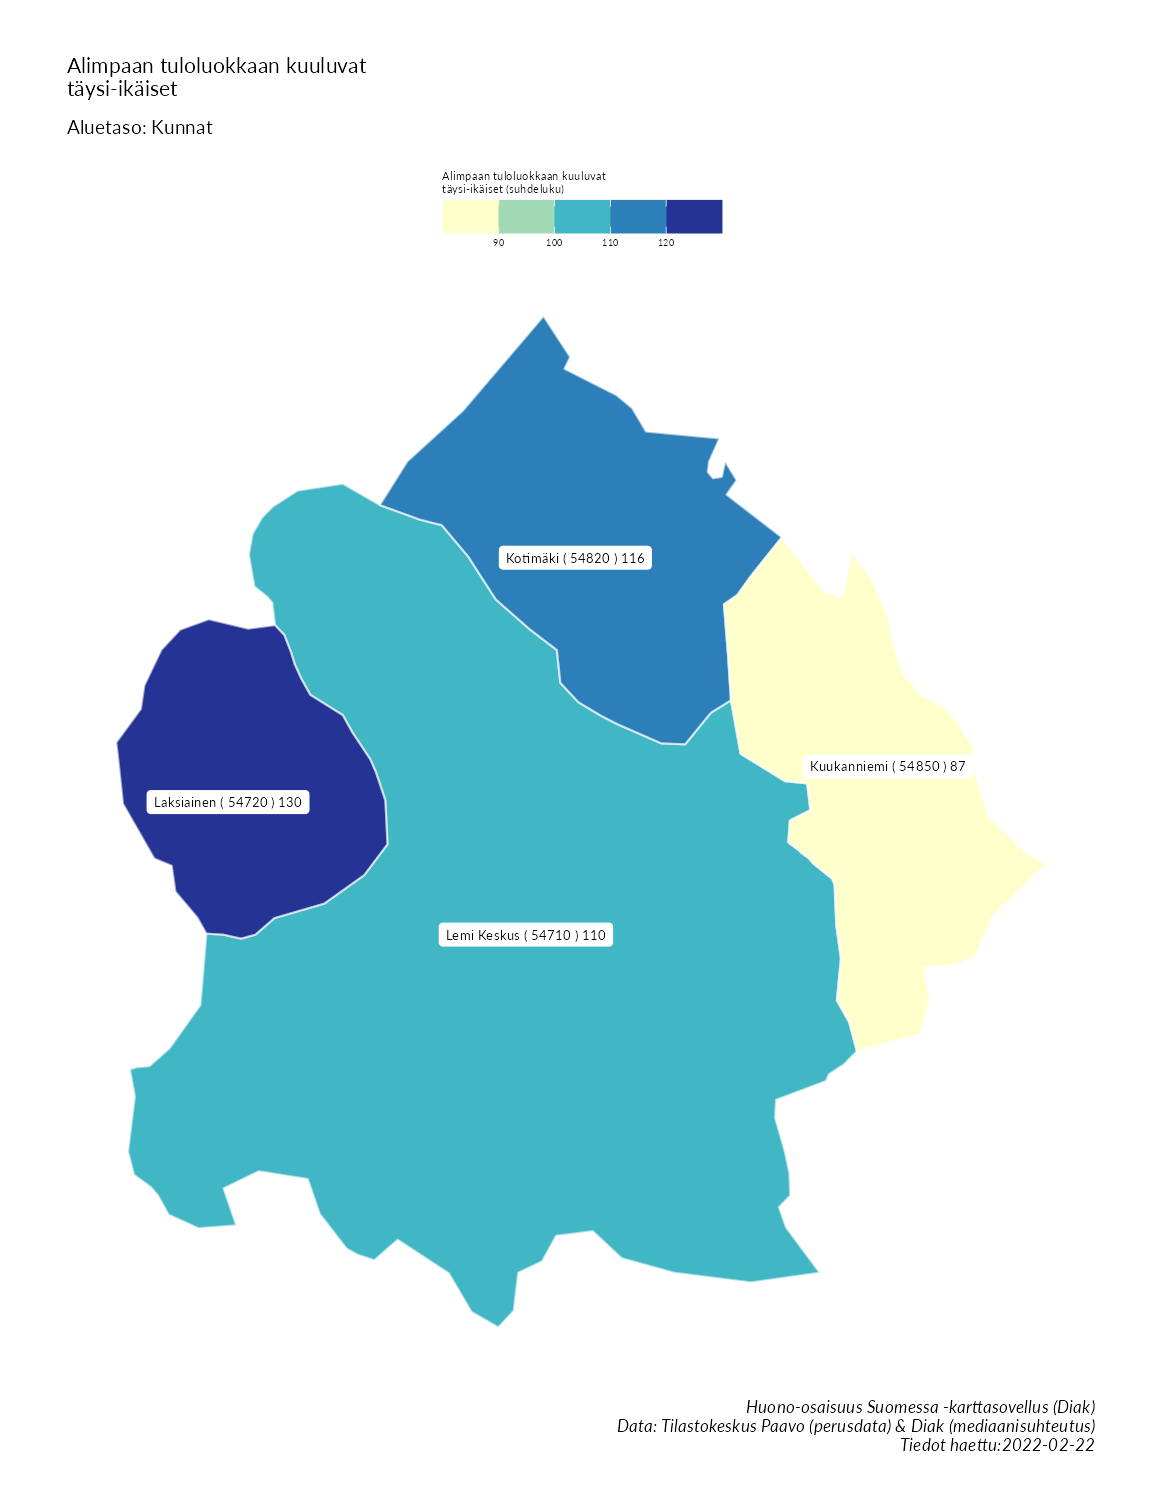 Alimpaan tuloluokkaan kuuluvat
täysi-ikäiset
Aluetaso: Kunnat
Alimpaan tuloluokkaan kuuluvat
täysi-ikäiset (suhdeluku)
90 100 110 120
Kotimäki ( 54820 ) 116
Kuukanniemi ( 54850 ) 87
Laksiainen ( 54720 ) 130
Lemi Keskus ( 54710 ) 110
Huono-osaisuus Suomessa -karttasovellus (Diak)
Data: Tilastokeskus Paavo (perusdata) & Diak (mediaanisuhteutus)
Tiedot haettu:2022-02-22